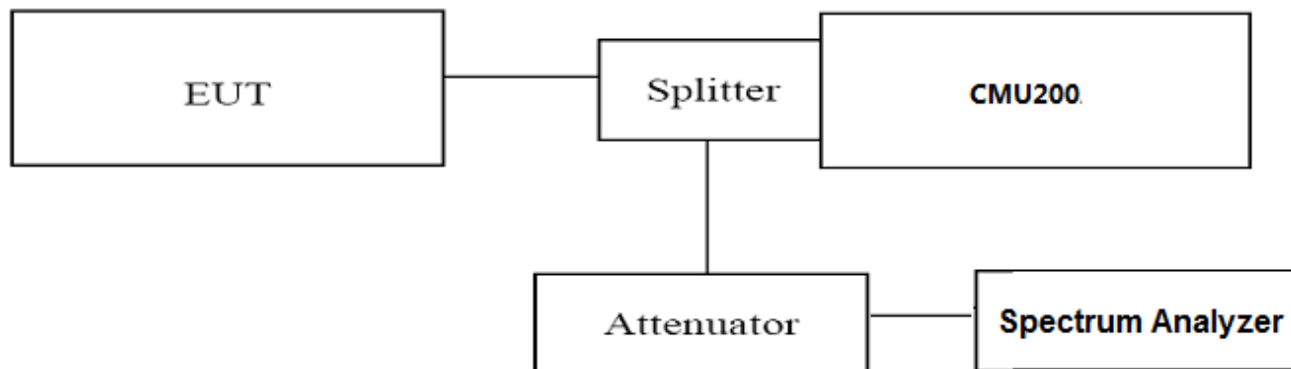 EUT
Splitter
CMU200
Attenuator
Spectrum Analyzer